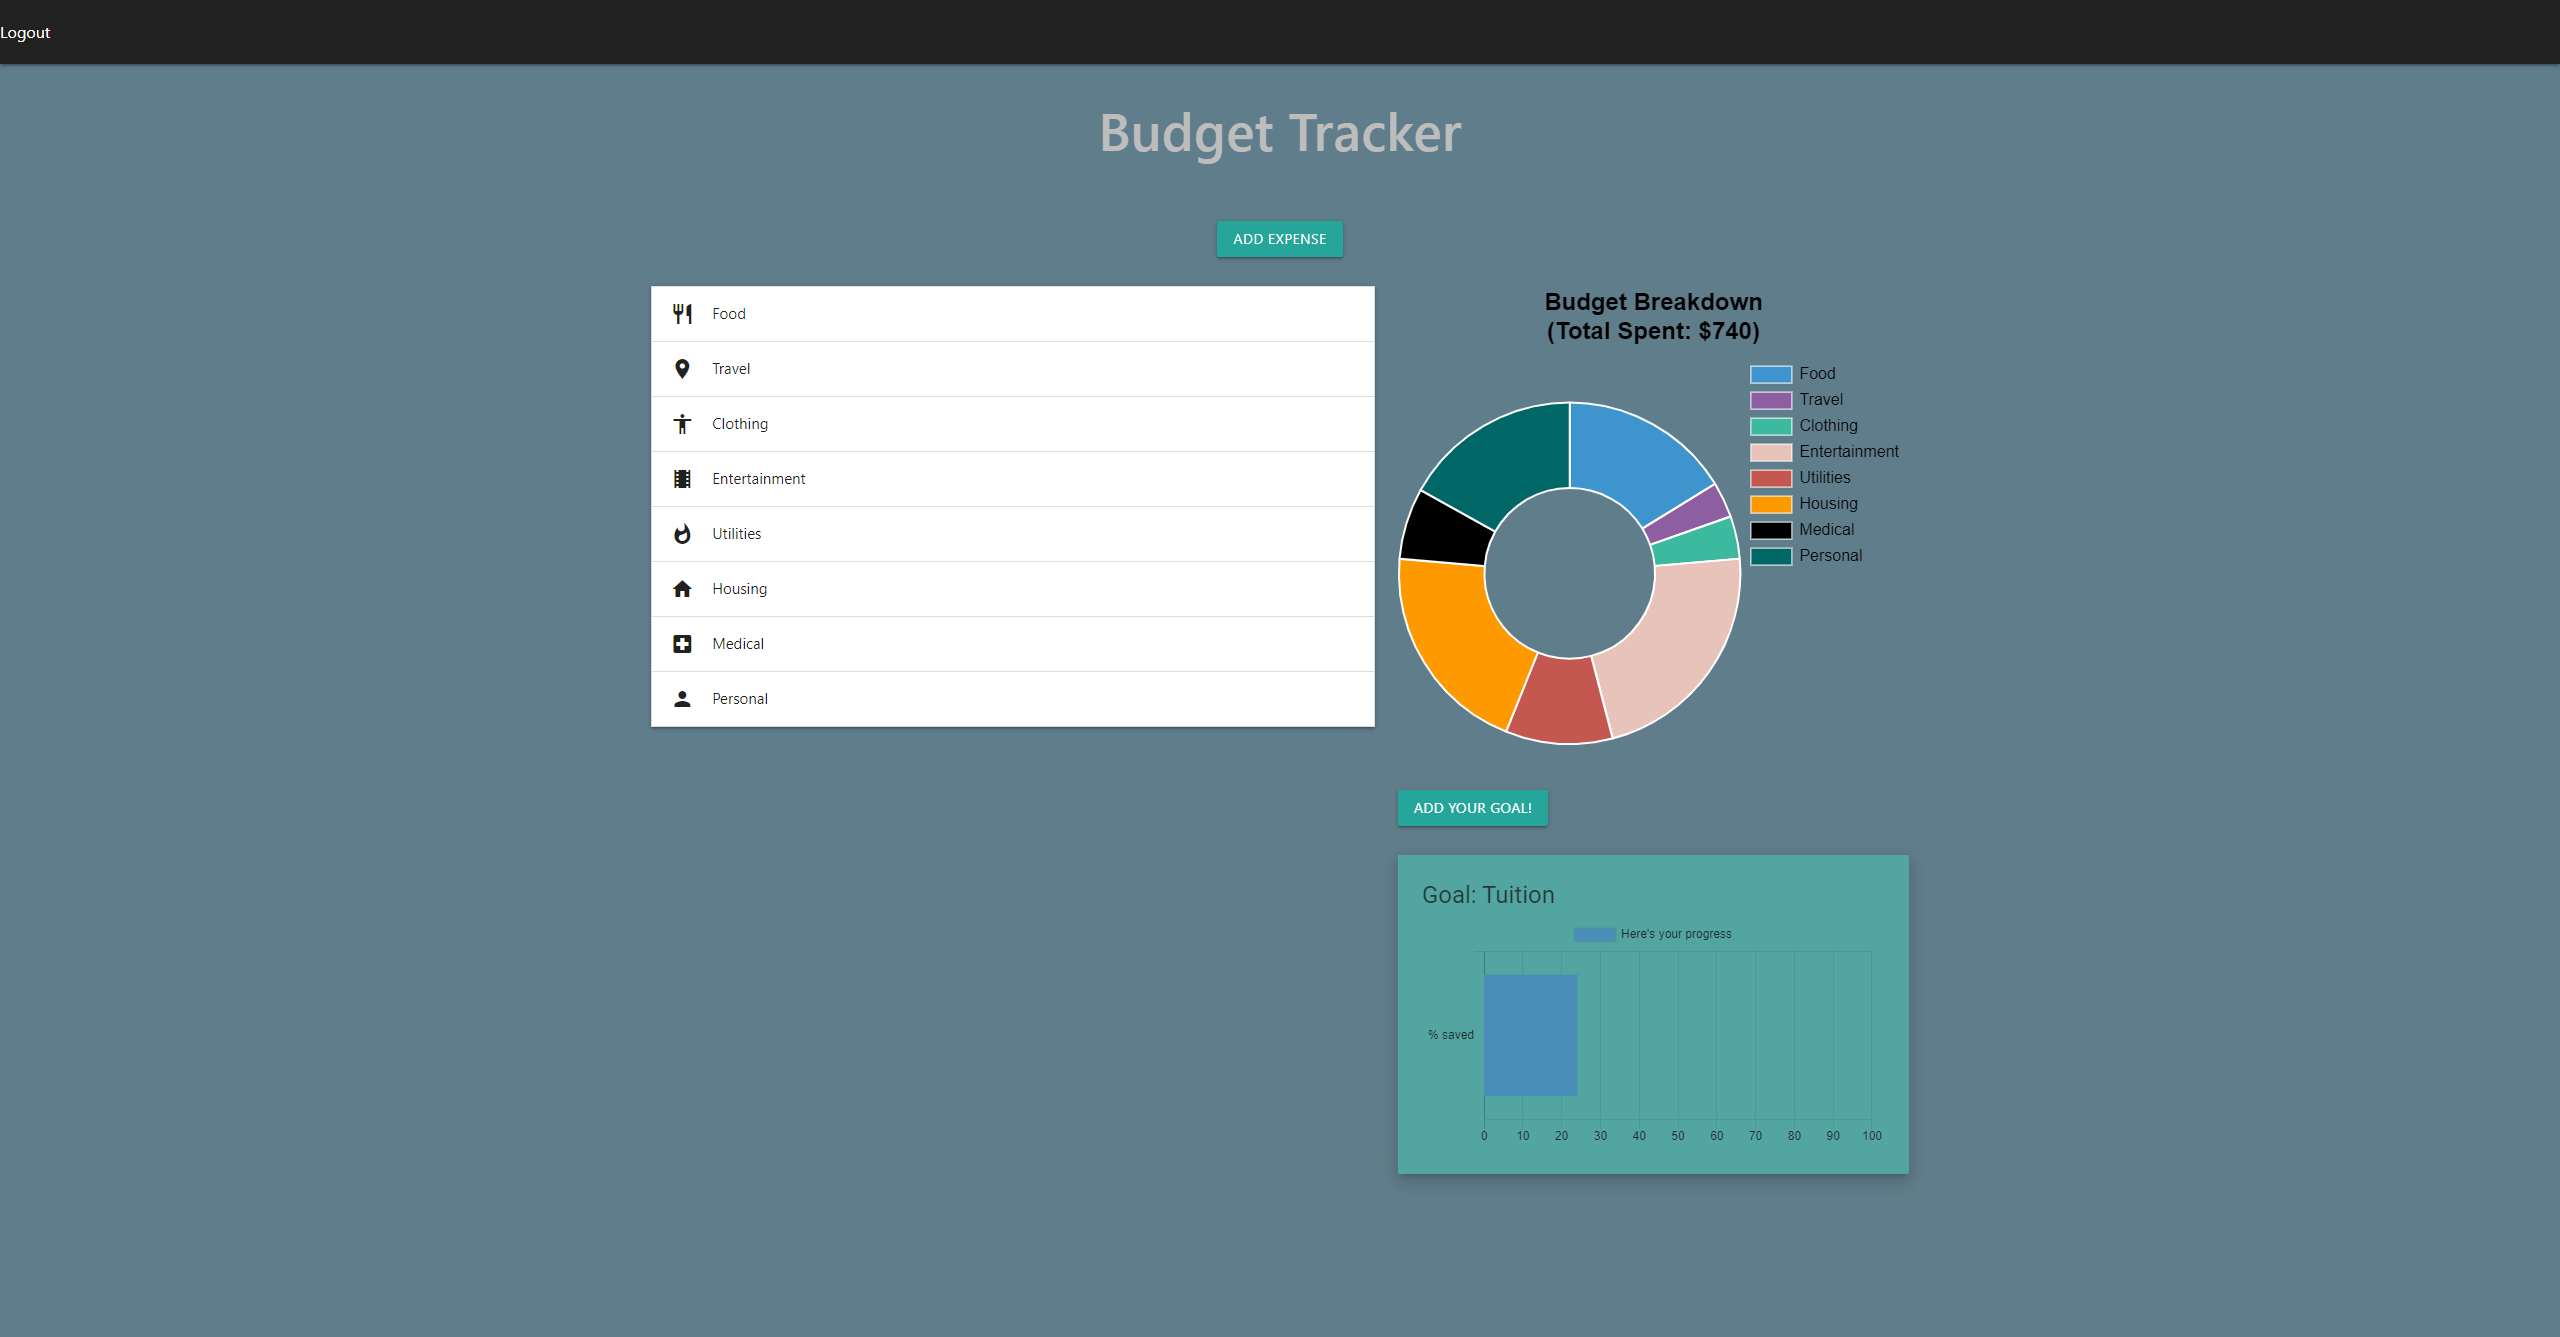 Logout
Budget Tracker
ADD EXPENSE
Food
Travel
Clothing
Entertainment
Utilities
Housing
Medical
Personal
Budget Breakdown
(Total Spent: $740)
Food
Travel
Clothing
Entertainment
Utilities
Housing
Medical
Personal
ADD YOUR GOAL!
Goal: Tuition
Here's your progress
% saved
0 10 20 30 40 50 60 70 80 90 100